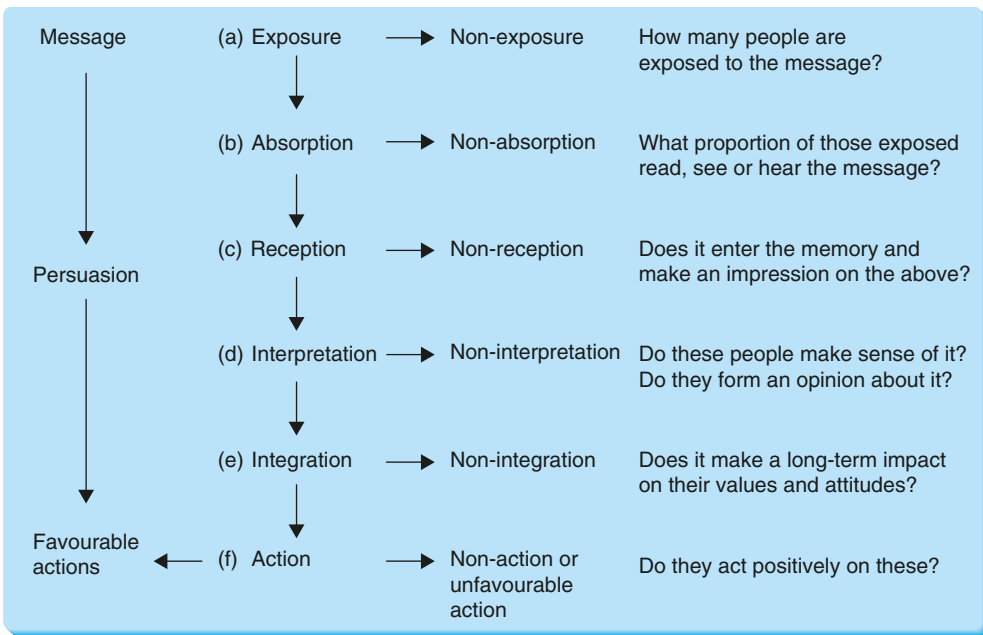 Message
(a) Exposure
Non-exposure
How many people are
exposed to the message?
(b) Absorption
Non-absorption
What proportion of those exposed
read, see or hear the message?
Persuasion
(c) Reception
Non-reception
Does it enter the memory and
make an impression on the above?
(d) Interpretation
Non-interpretation
Do these people make sense of it?
Do they form an opinion about it?
(e) Integration
Non-integration
Does it make a long-term impact
on their values and attitudes?
Favourable
actions
(f) Action
Non-action or
unfavourable
action
Do they act positively on these?